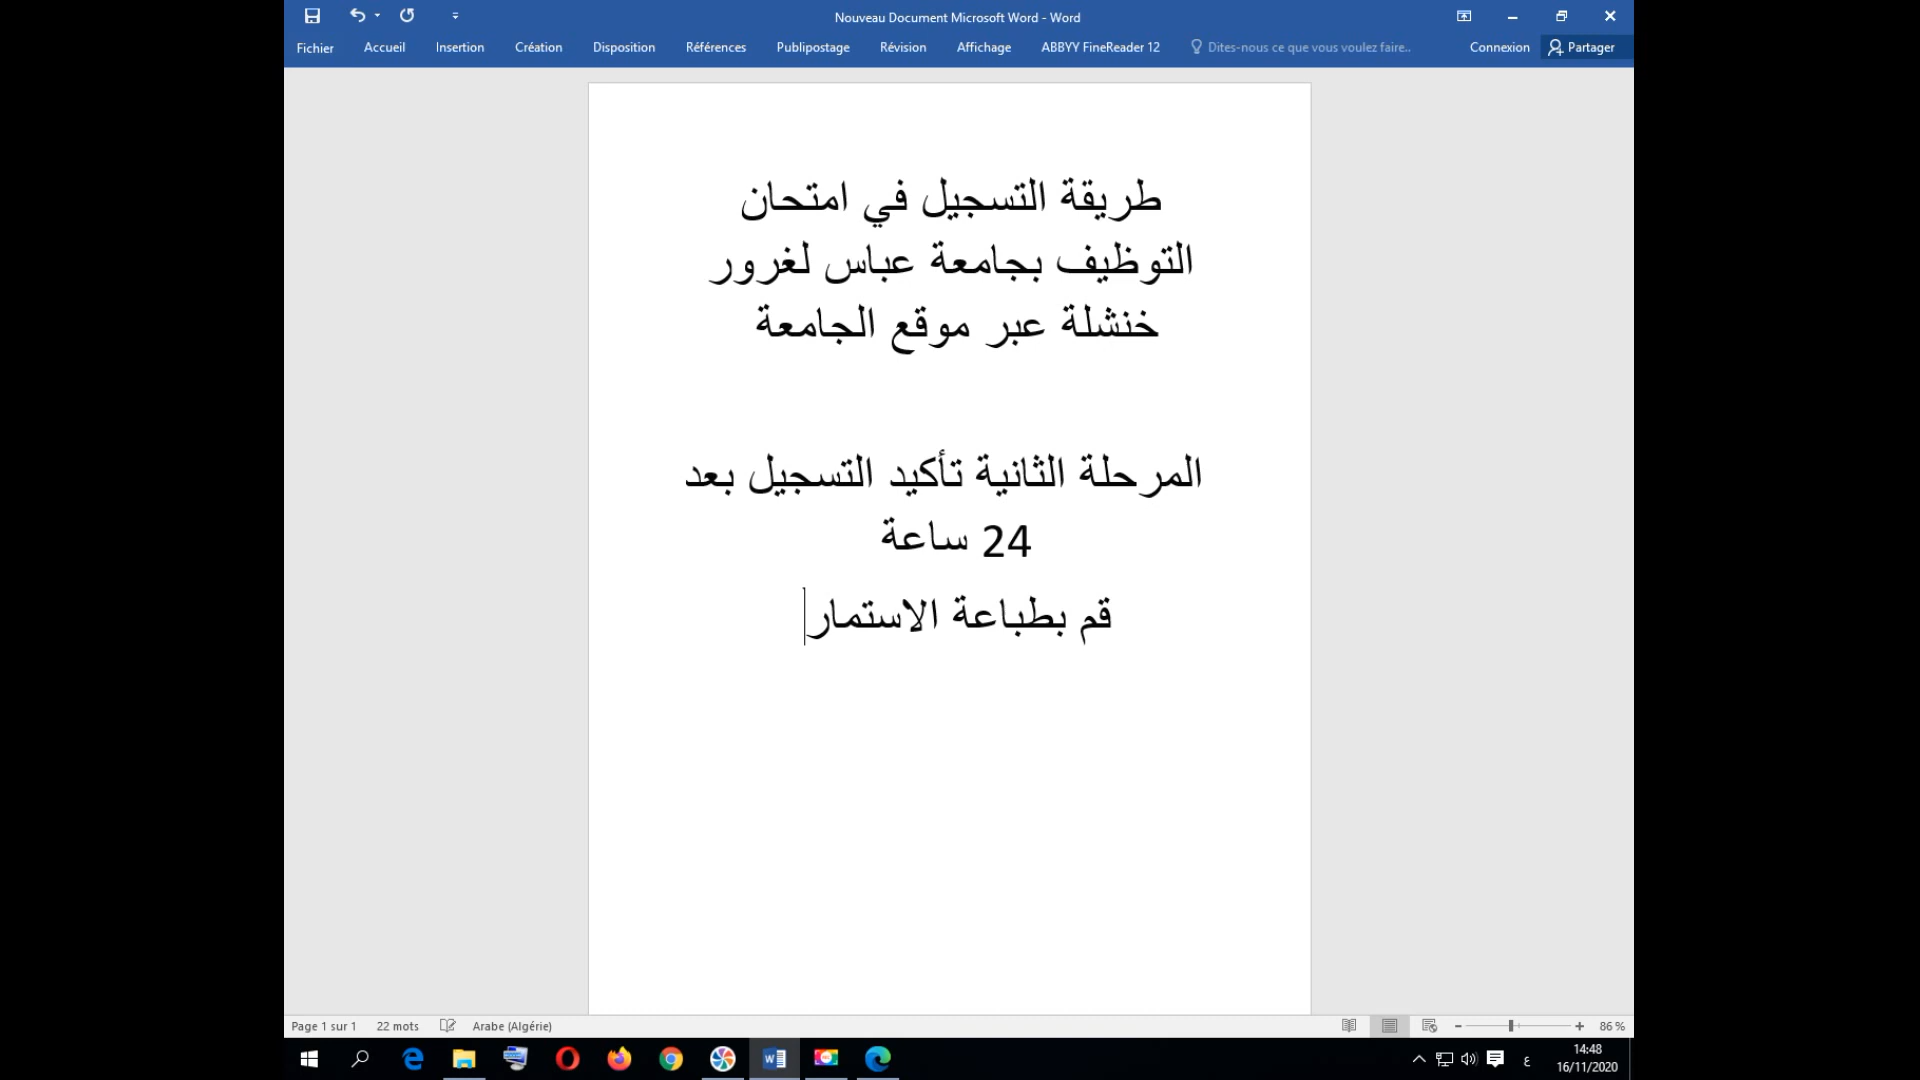 Nouveau Document Microsoft Word - Word
Fichier Accueil Insertion Création Disposition Références Publipostage Révision Affichage ABBYY FineReader 12 Dites-nous ce que vous voulez faire.. Connexion Partager
طريقة التسجيل في امتحان
التوظيف بجامعة عباس لغرور
خنشلة عبر موقع الجامعة
المرحلة الثانية تأكيد التسجيل بعد
24 ساعة
قم بطباعة الاستمار
Page 1 sur 1 22 mots Arabe (Algérie) 86 %
ع 14:48
16/11/2020